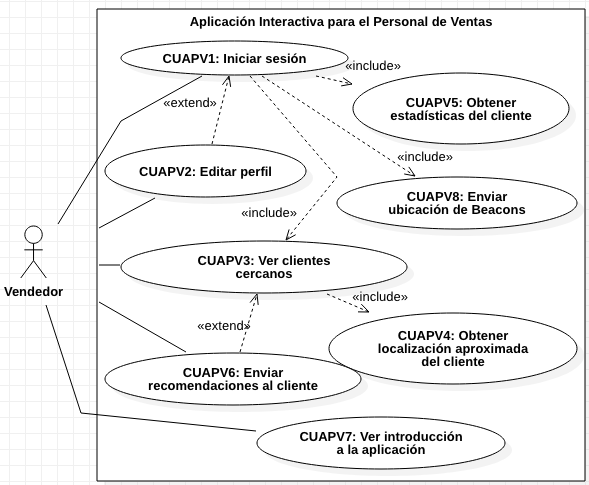 Aplicación Interactiva para el Personal de Ventas
CUAPV1: Iniciar sesión
«include»
«extend»
CUAPV5: Obtener
estadísticas del cliente
«include»
CUAPV2: Editar perfil
CUAPV8: Enviar
ubicación de Beacons
«include»
CUAPV3: Ver clientes
cercanos
Vendedor
«include»
«extend»
CUAPV4: Obtener
localización aproximada
del cliente
CUAPV6: Enviar
recomendaciones al cliente
CUAPV7: Ver introducción
a la aplicación